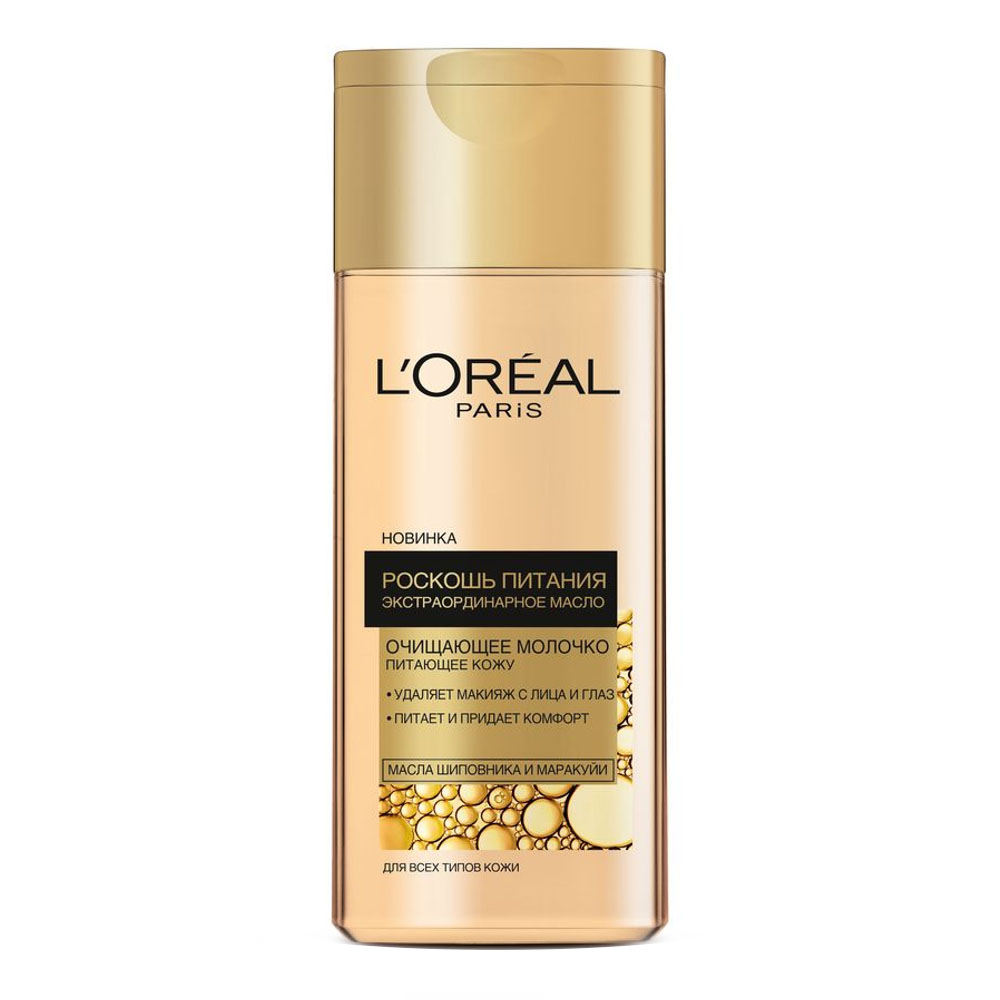 L'ORÉAL
PARiS
НОВИНКА
РОСКОШЬ ПИТАНИЯ
ЭКСТРАОРДИНАРНОЕ МАСЛО
ОЧИЩАЮЩЕЕ МОЛОЧКО
ПИТАЮЩЕЕ КОЖУ
• УДАЛЯЕТ МАКИЯЖ С ЛИЦА И ГЛАЗ
• ПИТАЕТ И ПРИДАЕТ КОМФОРТ
МАСЛА ШИПОВНИКА И МАРАКУЙИ
ДЛЯ ВСЕХ ТИПОВ КОЖИ